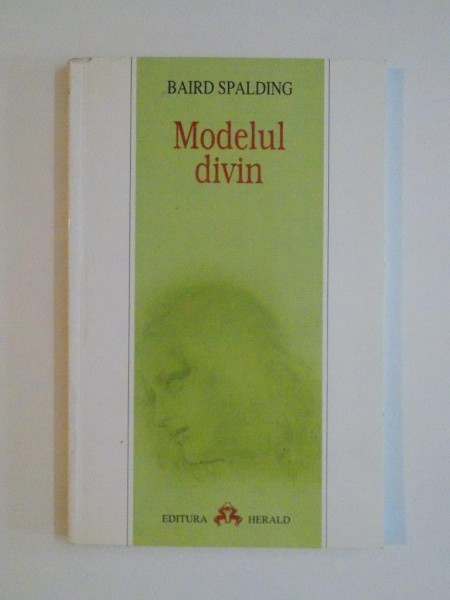 BAIRD SPALDING
Modelul
divin
EDITURA HERALD